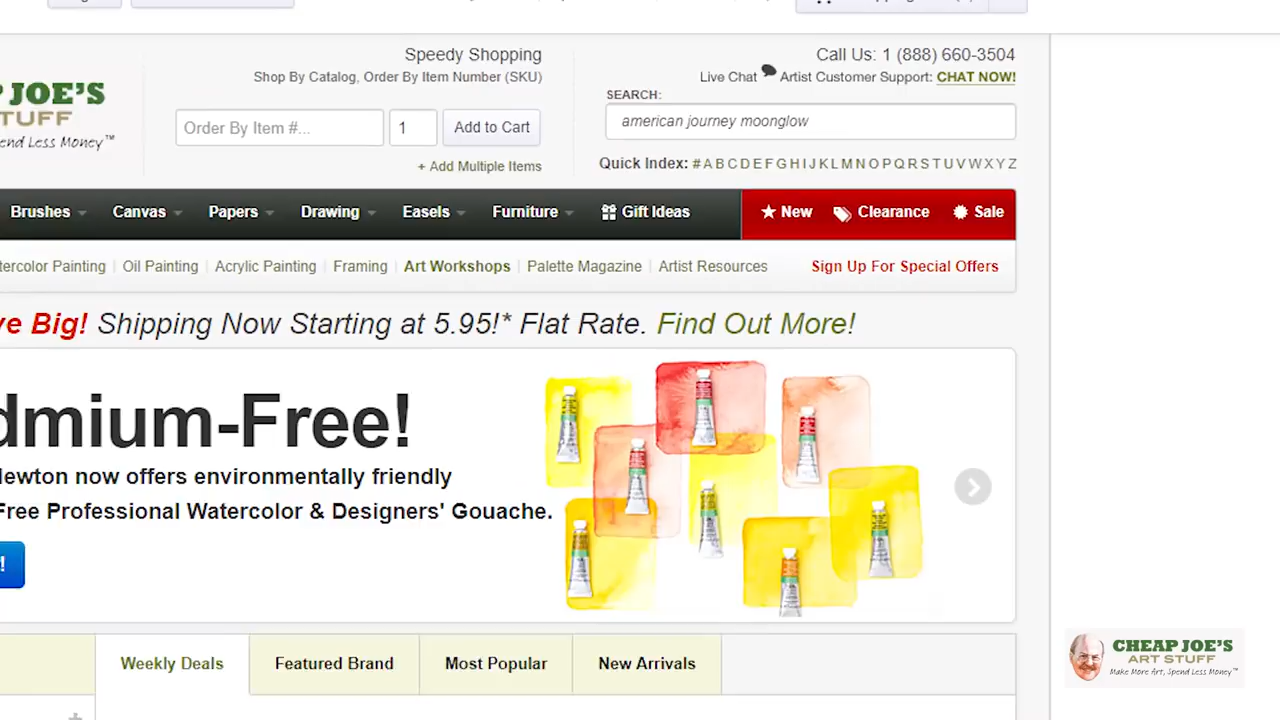 Speedy Shopping
Shop By Catalog, Order By Item Number (SKU)
Order By Item #...
1
Add to Cart
+ Add Multiple Items
Call Us: 1 (888) 660-3504
Live Chat Artist Customer Support: CHAT NOW!
SEARCH:
american journey moonglow
Quick Index: # A B C D E F G H I J K L M N O P Q R S T U V W X Y Z
JOE'S
STUFF
Spend Less Money™
Brushes
Canvas
Papers
Drawing
Easels
Furniture
Gift Ideas
New
Clearance
Sale
Painting
Oil Painting
Acrylic Painting
Framing
Art Workshops
Palette Magazine
Artist Resources
Sign Up For Special Offers
Big! Shipping Now Starting at 5.95!* Flat Rate. Find Out More!
dmium-Free!
ewton now offers environmentally friendly
Free Professional Watercolor & Designers' Gouache.
!
Weekly Deals
Featured Brand
Most Popular
New Arrivals
CHEAP JOE'S
ART STUFF
Make More Art, Spend Less Money™